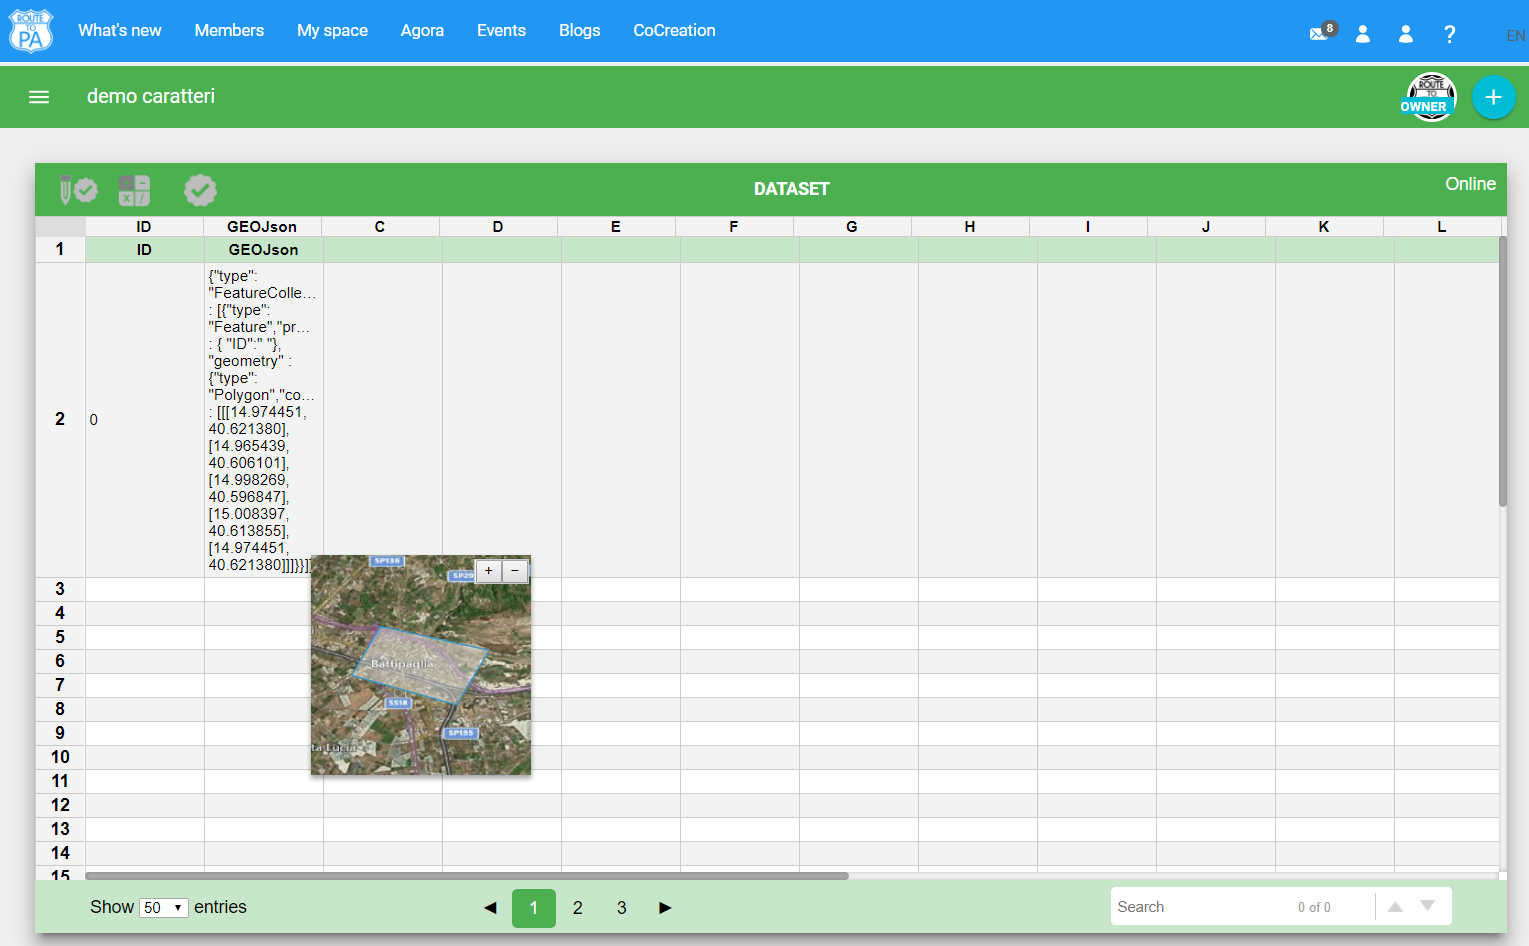 ROUTE
TO
PA
What's new
Members
My space
Agora
Events
Blogs
CoCreation
8
?
EN
demo caratteri
ROUTE
TO
OWNER
+
DATASET
Online
ID GEOJson C D E F G H I J K L
1 ID GEOJson
{"type":
"FeatureColle...
: [{"type":
"Feature","pr...
: { "ID":" "},
"geometry" :
{"type":
"Polygon","co...
: [[[14.974451,
2 0
40.621380],
[14.965439,
40.606101],
[14.998269,
40.596847],
[15.008397,
40.613855],
[14.974451,
40.621380]]]}}]
3
4
5
6
7
8
9
10
11
12
13
14
15
SP136
SP29
+ −
Battipaglia
SS18
SP195
ta Lucia
Show 50 entries
1 2 3
Search 0 of 0